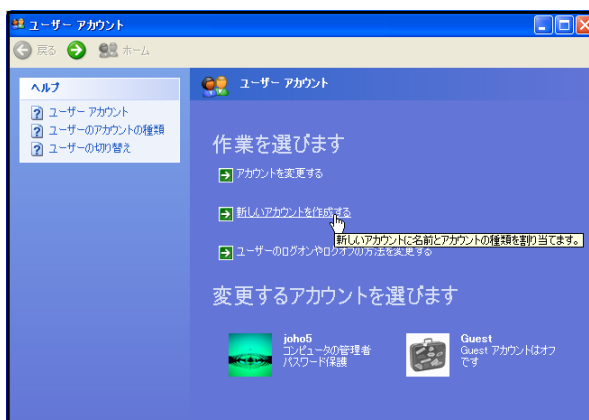 ユーザー アカウント
戻る
ホーム
ヘルプ
ユーザー アカウント
ユーザーのアカウントの種類
ユーザーの切り替え
ユーザー アカウント
作業を選びます
アカウントを変更する
新しいアカウントを作成する
新しいアカウントに名前とアカウントの種類を割り当てます。
ユーザーのログオンやログオフの方法を変更する
変更するアカウントを選びます
joho5
コンピュータの管理者
パスワード保護
Guest
Guest アカウントはオフ
です